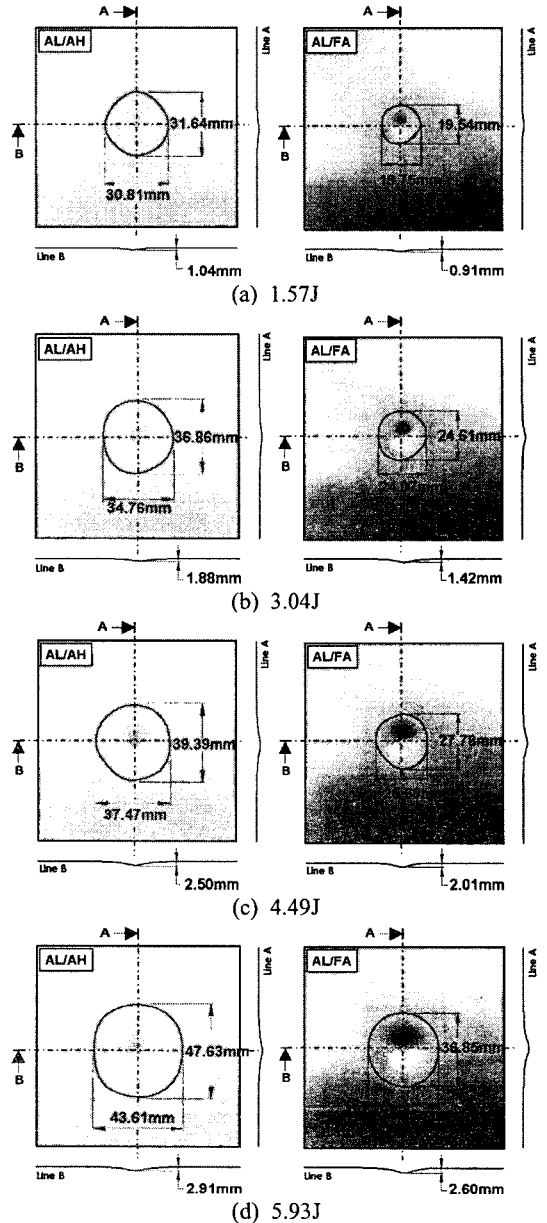 A
AL/AH
31.64mm
30.81mm
B
Line A
Line B
1.04mm
A
AL/FA
19.54mm
B
Line A
Line B
0.91mm
(a) 1.57J
A
AL/AH
36.86mm
34.76mm
B
Line A
Line B
1.88mm
A
AL/FA
24.61mm
B
Line A
Line B
1.42mm
(b) 3.04J
A
AL/AH
39.39mm
37.47mm
B
Line A
Line B
2.50mm
A
AL/FA
27.78mm
B
Line A
Line B
2.01mm
(c) 4.49J
A
AL/AH
47.63mm
43.61mm
B
Line A
Line B
2.91mm
A
AL/FA
36.85mm
B
Line A
Line B
2.60mm
(d) 5.93J